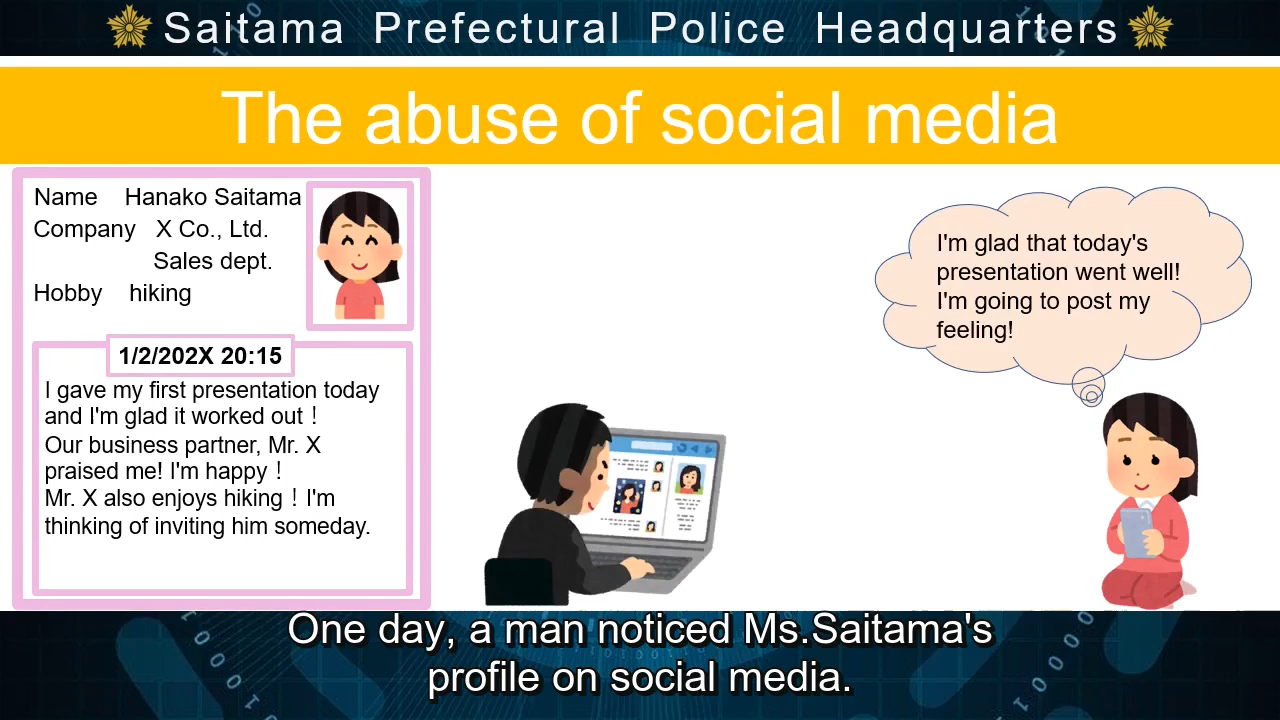 Saitama Prefectural Police Headquarters
The abuse of social media
Name Hanako Saitama
Company X Co., Ltd.
Sales dept.
Hobby hiking
1/2/202X 20:15
I gave my first presentation today
and I'm glad it worked out！
Our business partner, Mr. X
praised me! I'm happy！
Mr. X also enjoys hiking！I'm
thinking of inviting him someday.
I'm glad that today's
presentation went well!
I'm going to post my
feeling!
One day, a man noticed Ms.Saitama's
profile on social media.